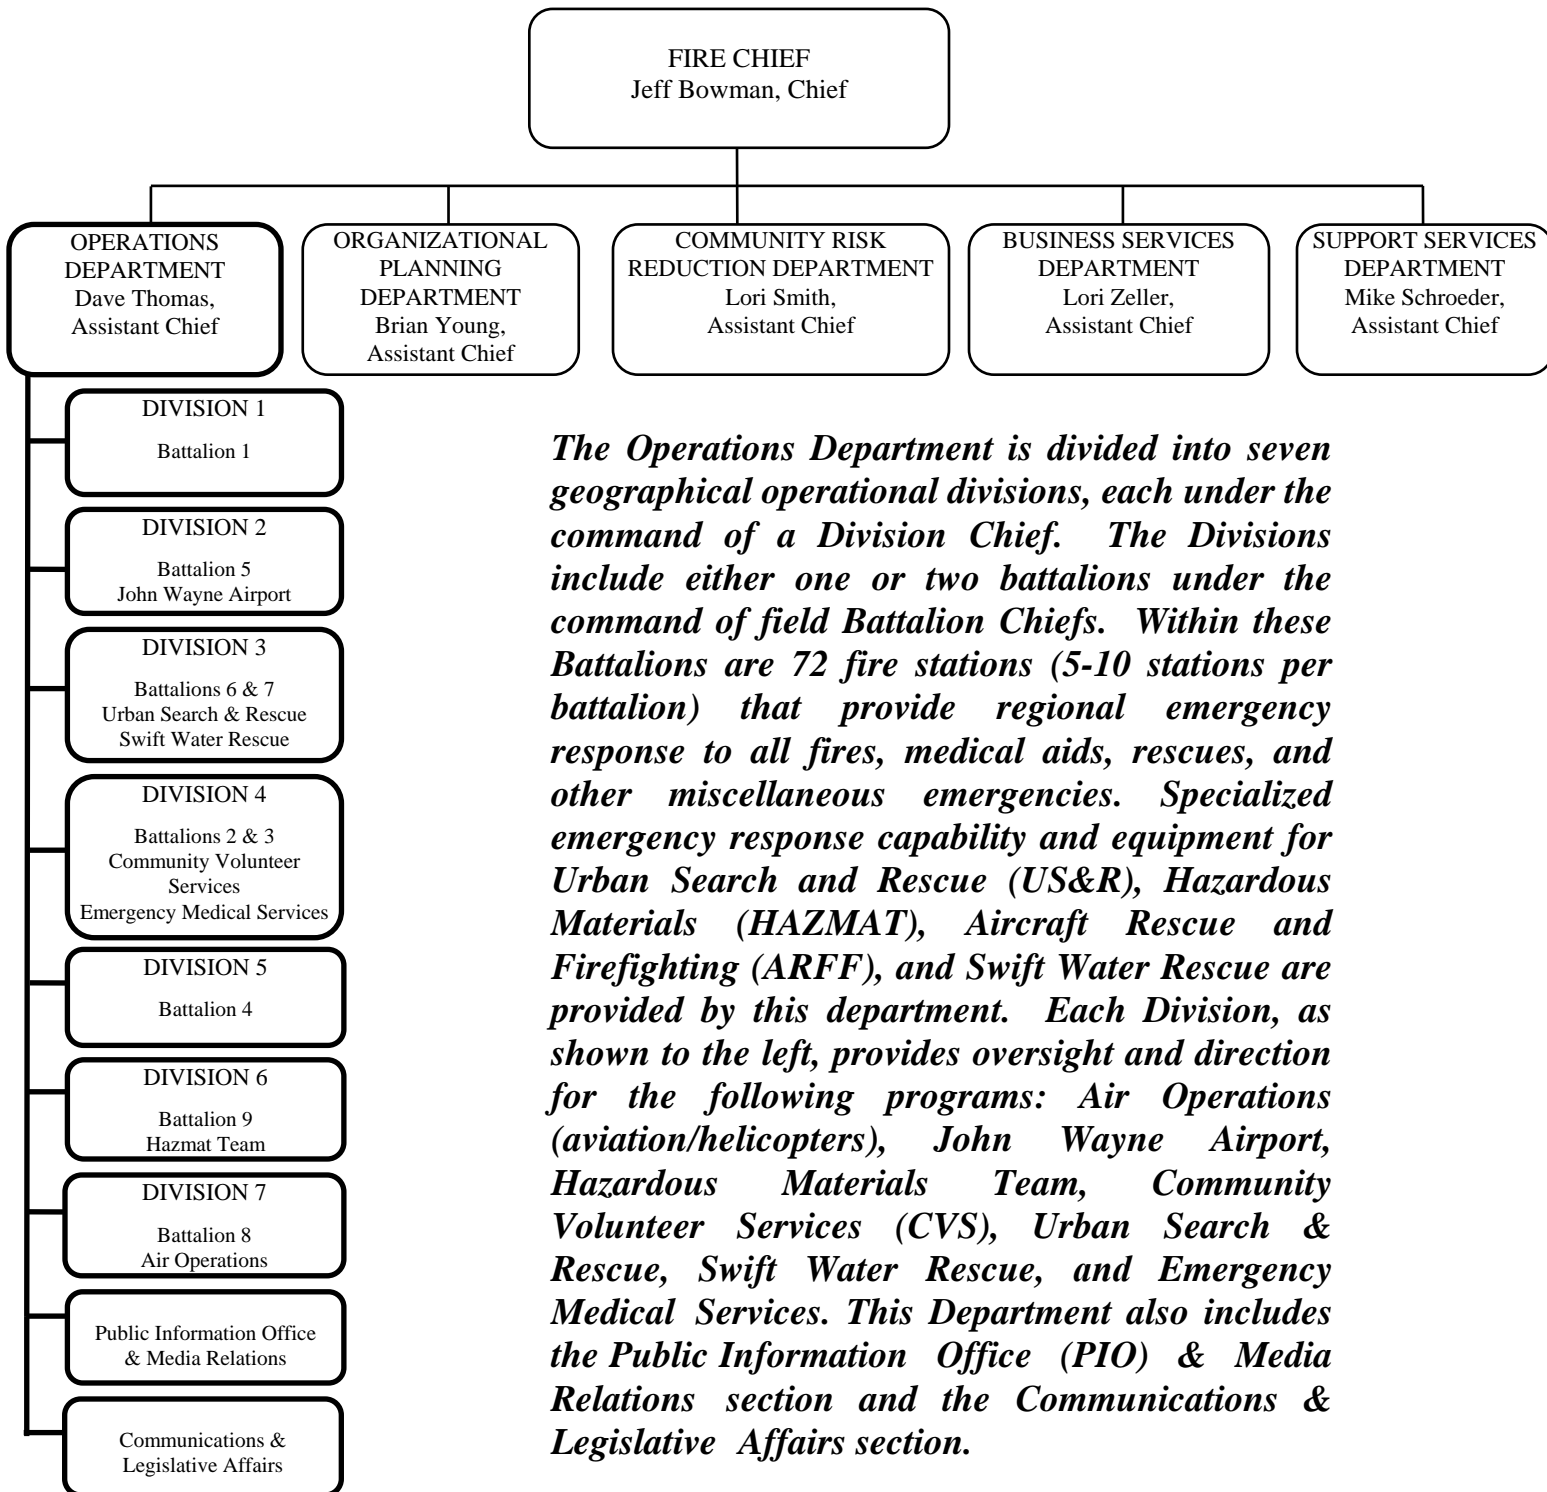 FIRE CHIEF
Jeff Bowman, Chief
OPERATIONS
DEPARTMENT
Dave Thomas,
Assistant Chief
ORGANIZATIONAL
PLANNING
DEPARTMENT
Brian Young,
Assistant Chief
COMMUNITY RISK
REDUCTION DEPARTMENT
Lori Smith,
Assistant Chief
BUSINESS SERVICES
DEPARTMENT
Lori Zeller,
Assistant Chief
SUPPORT SERVICES
DEPARTMENT
Mike Schroeder,
Assistant Chief
DIVISION 1
Battalion 1
DIVISION 2
Battalion 5
John Wayne Airport
DIVISION 3
Battalions 6 & 7
Urban Search & Rescue
Swift Water Rescue
DIVISION 4
Battalions 2 & 3
Community Volunteer
Services
Emergency Medical Services
DIVISION 5
Battalion 4
DIVISION 6
Battalion 9
Hazmat Team
DIVISION 7
Battalion 8
Air Operations
Public Information Office
& Media Relations
Communications &
Legislative Affairs
The Operations Department is divided into seven
geographical operational divisions, each under the
command of a Division Chief. The Divisions
include either one or two battalions under the
command of field Battalion Chiefs. Within these
Battalions are 72 fire stations (5-10 stations per
battalion) that provide regional emergency
response to all fires, medical aids, rescues, and
other miscellaneous emergencies. Specialized
emergency response capability and equipment for
Urban Search and Rescue (US&R), Hazardous
Materials (HAZMAT), Aircraft Rescue and
Firefighting (ARFF), and Swift Water Rescue are
provided by this department. Each Division, as
shown to the left, provides oversight and direction
for the following programs: Air Operations
(aviation/helicopters), John Wayne Airport,
Hazardous Materials Team, Community
Volunteer Services (CVS), Urban Search &
Rescue, Swift Water Rescue, and Emergency
Medical Services. This Department also includes
the Public Information Office (PIO) & Media
Relations section and the Communications &
Legislative Affairs section.